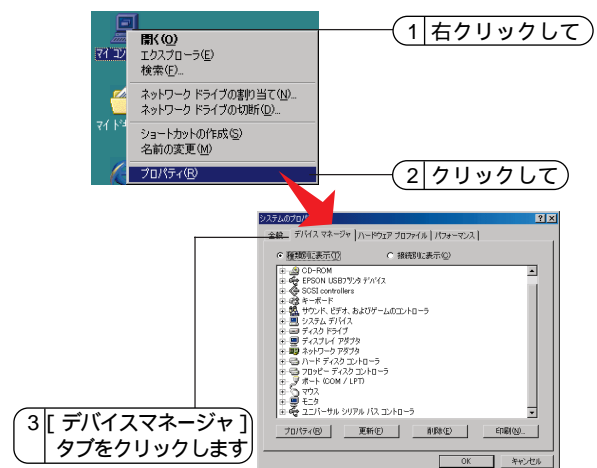 開く(O)
エクスプローラ(E)
検索(F)...
ネットワーク ドライブの割り当て(N)...
ネットワーク ドライブの切断(D)...
ショートカットの作成(S)
名前の変更(M)
プロパティ(R)
マイ コン
マイ ド
1 右クリックして
2 クリックして
システムのプロパ
全般 デバイス マネージャ ハードウェア プロファイル パフォーマンス
種類別に表示(T) 接続別に表示(C)
CD-ROM
EPSON USBプリンタ デバイス
SCSI controllers
キーボード
サウンド、ビデオ、およびゲームのコントローラ
システム デバイス
ディスク ドライブ
ディスプレイ アダプタ
ネットワーク アダプタ
ハード ディスク コントローラ
フロッピー ディスク コントローラ
ポート (COM / LPT)
マウス
モニタ
ユニバーサル シリアル バス コントローラ
プロパティ(R) 更新(F) 削除(E) 印刷(N)...
OK キャンセル
3 [デバイスマネージャ]
タブをクリックします